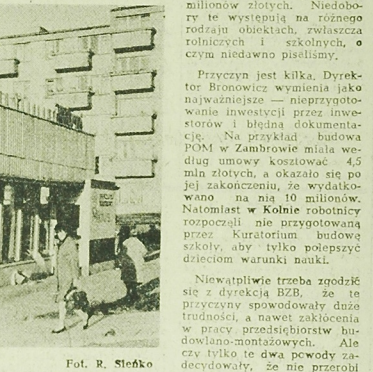 milionów złotych. Niedobo-
ry te występują na różnego
rodzaju obiektach, zwłaszcza
rolniczych i szkolnych, o
czym niedawno pisaliśmy.
Przyczyn jest kilka. Dyrek-
tor Bronowicz wymienia jako
najważniejsze — nieprzygoto-
wanie inwestycji przez inwe-
storów i błędną dokumenta-
cję. Na przykład budowa
POM w Zambrowie miała we-
dług umowy kosztować 4,5
mln złotych, a okazało się po
jej zakończeniu, że wydatko-
wano na nią 10 milionów.
Natomiast w Kolnie robotnicy
rozpoczęli nie przygotowaną
przez Kuratorium budowę
szkoły, aby tylko polepszyć
dzieciom warunki nauki.
Niewątpliwie trzeba zgodzić
się z dyrekcją BZB, że te
przyczyny spowodowały duże
trudności, a nawet zakłócenia
w pracy przedsiębiorstw bu-
dowlano-montażowych. Ale
czy tylko te dwa powody za-
decydowały, że nie przerobi
Fot. R. Sieńko